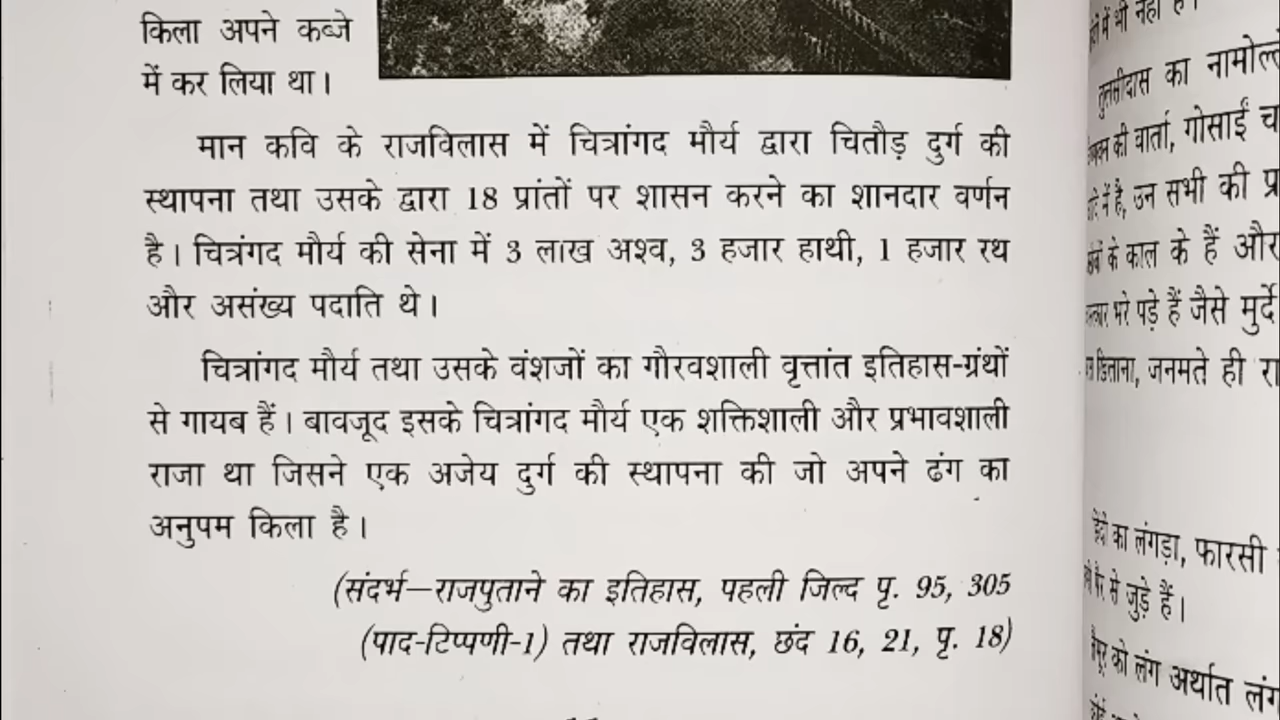 किला अपने कब्जे
में कर लिया था।
मान कवि के राजविलास में चित्रांगद मौर्य द्वारा चितौड़ दुर्ग की
स्थापना तथा उसके द्वारा 18 प्रांतों पर शासन करने का शानदार वर्णन
है। चित्रंगद मौर्य की सेना में 3 लाख अश्व, 3 हजार हाथी, 1 हजार रथ
और असंख्य पदाति थे।
चित्रांगद मौर्य तथा उसके वंशजों का गौरवशाली वृत्तांत इतिहास-ग्रंथों
से गायब हैं। बावजूद इसके चित्रांगद मौर्य एक शक्तिशाली और प्रभावशाली
राजा था जिसने एक अजेय दुर्ग की स्थापना की जो अपने ढंग का
अनुपम किला है।
(संदर्भ—राजपुताने का इतिहास, पहली जिल्द पृ. 95, 305
(पाद-टिप्पणी-1) तथा राजविलास, छंद 16, 21, पृ. 18)
में भी नहीं है।
तुलसीदास का
की वार्ता, गोसाईं
में है, उन सभी की
के काल के हैं और
भरे पड़े हैं जैसे मुर्दे
जनमते ही
का लंगड़ा, फारसी
से जुड़े हैं।
को लंग अर्थात